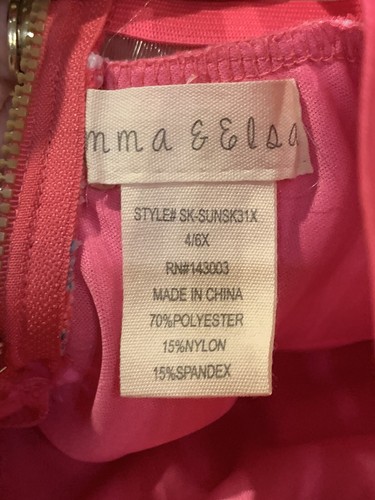 mma & Elsa
STYLE# SK-SUNSK31X
4/6X
RN#143003
MADE IN CHINA
70%POLYESTER
15%NYLON
15%SPANDEX